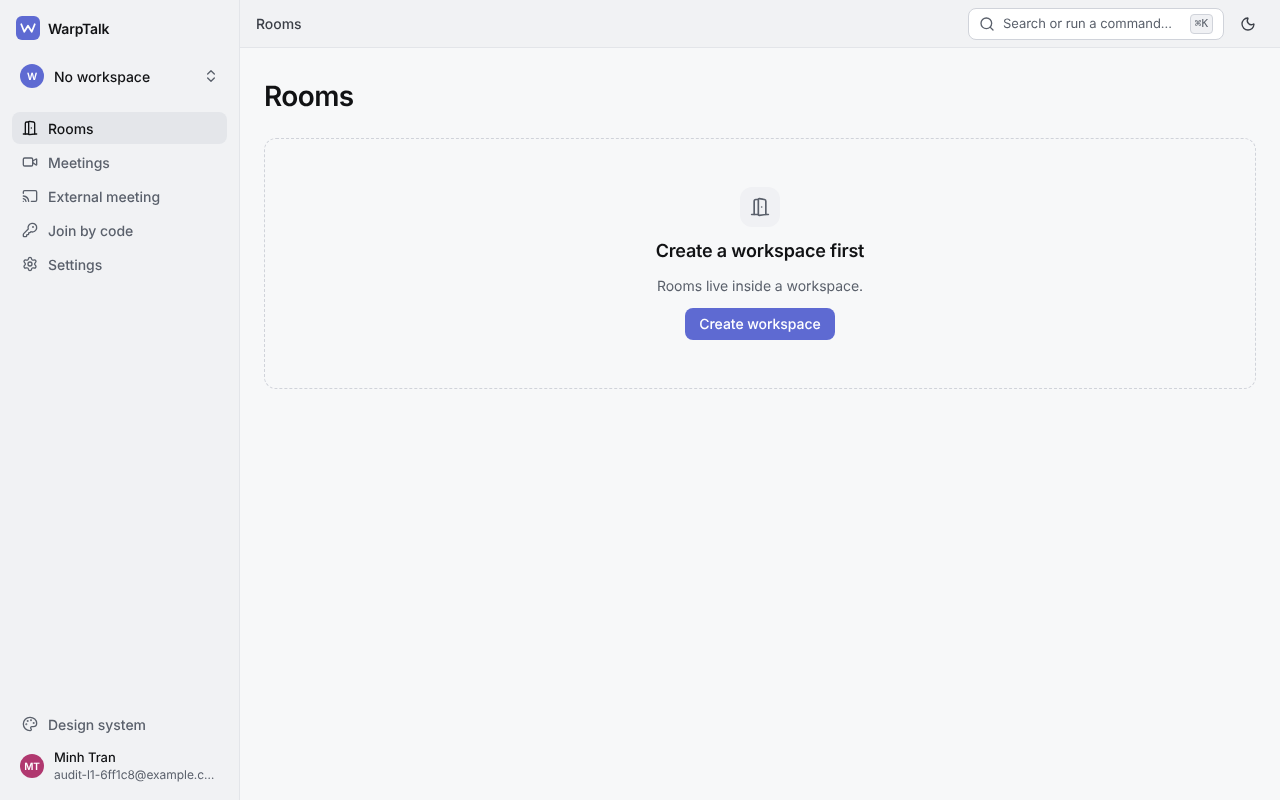 WarpTalk
W
No workspace
Rooms
Meetings
External meeting
Join by code
Settings
Design system
MT
Minh Tran
audit-l1-6ff1c8@example.c...
Rooms
Search or run a command...
⌘K
Rooms
Create a workspace first
Rooms live inside a workspace.
Create workspace